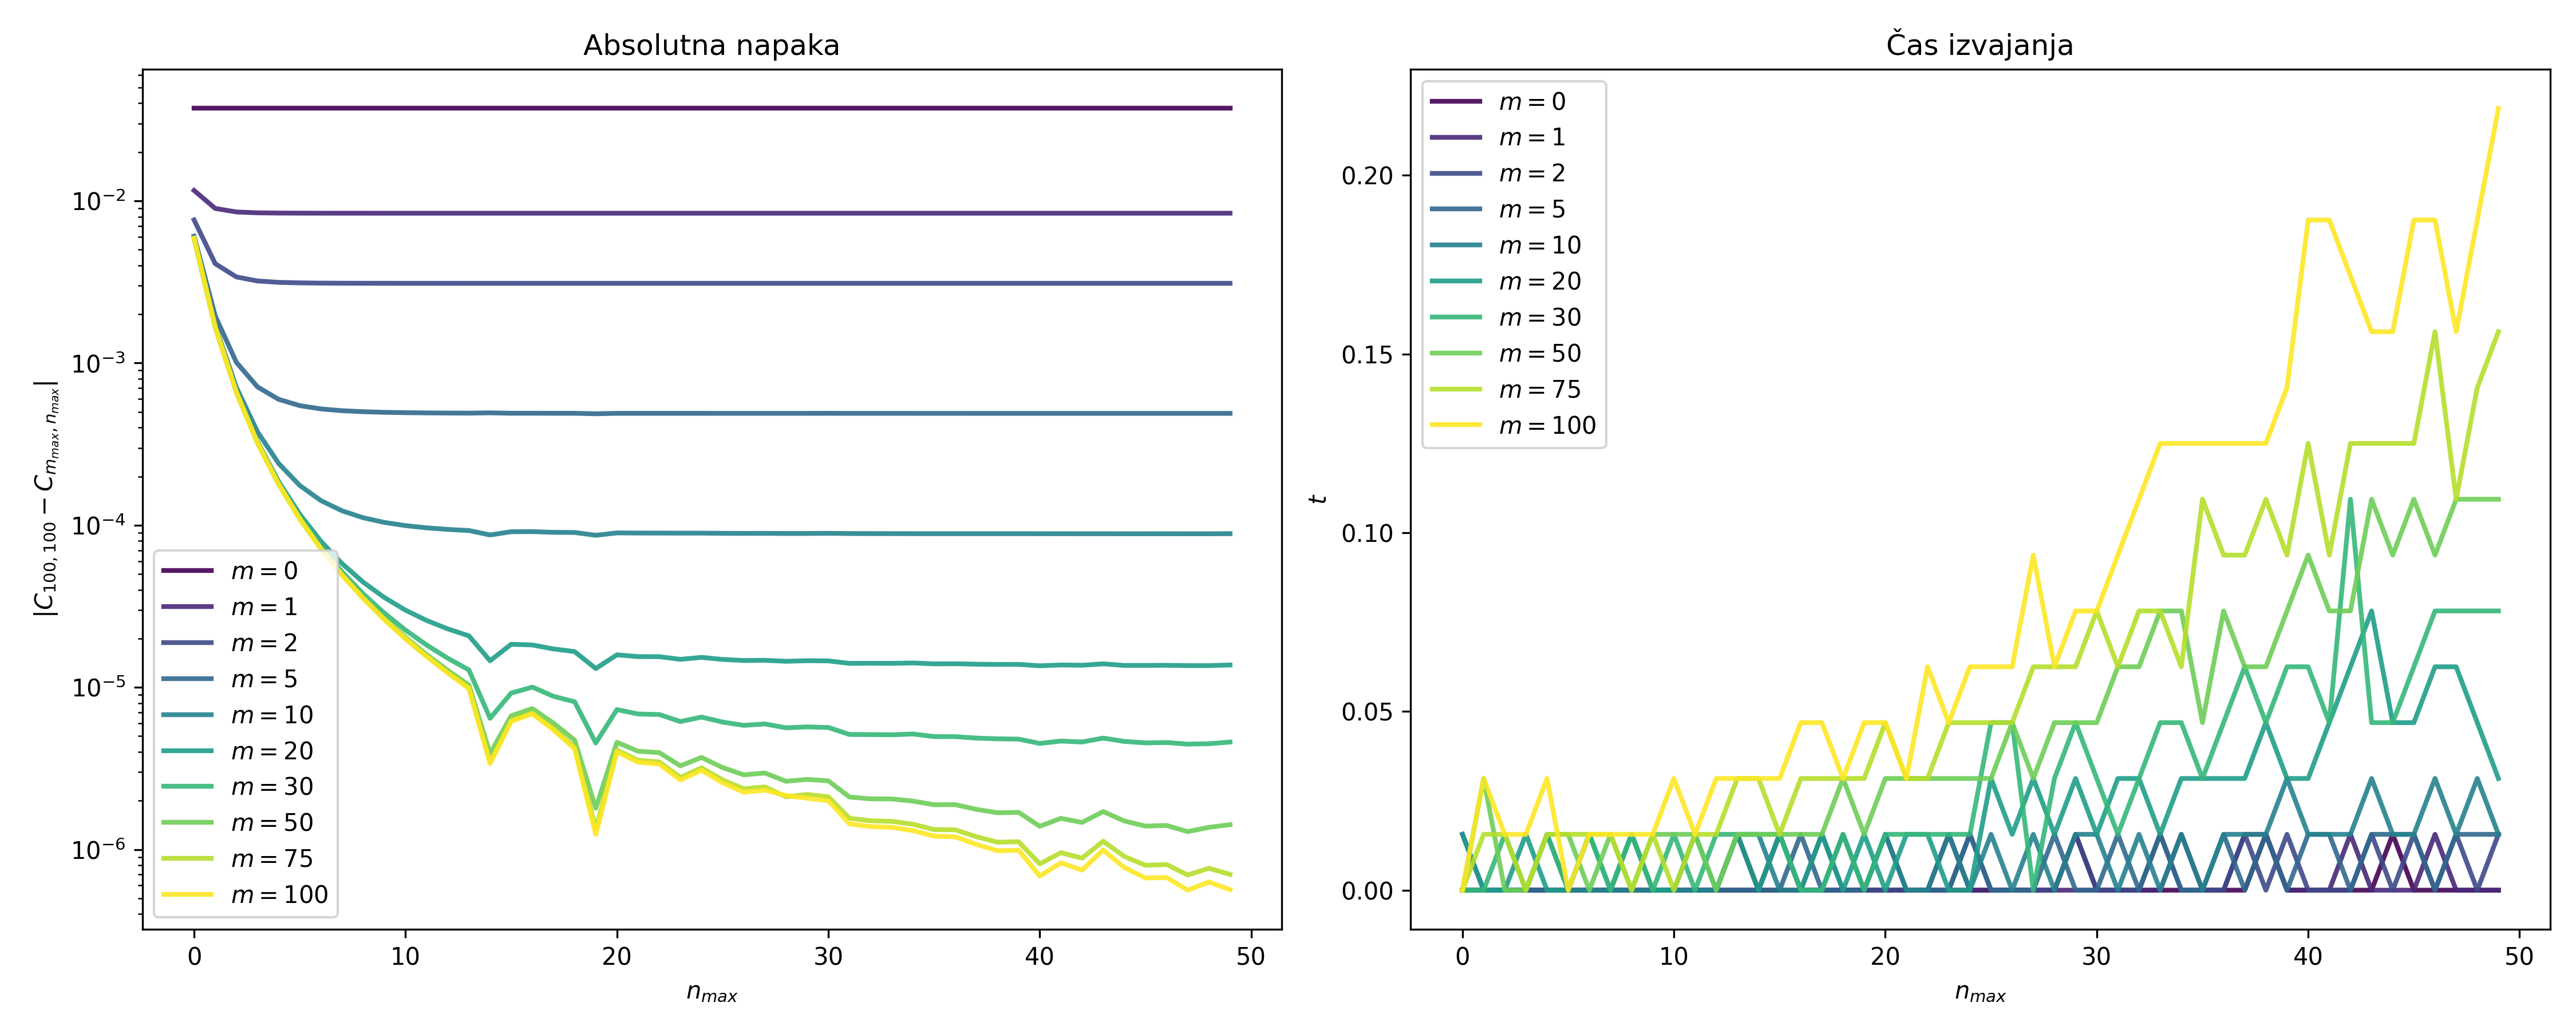 Absolutna napaka
|C₁₀₀,₁₀₀ − C_{m_{max}, n_{max}}|
10⁻²
10⁻³
10⁻⁴
10⁻⁵
10⁻⁶
m = 0
m = 1
m = 2
m = 5
m = 10
m = 20
m = 30
m = 50
m = 75
m = 100
0 10 20 30 40 50
n_{max}
Čas izvajanja
t
0.20
0.15
0.10
0.05
0.00
m = 0
m = 1
m = 2
m = 5
m = 10
m = 20
m = 30
m = 50
m = 75
m = 100
0 10 20 30 40 50
n_{max}